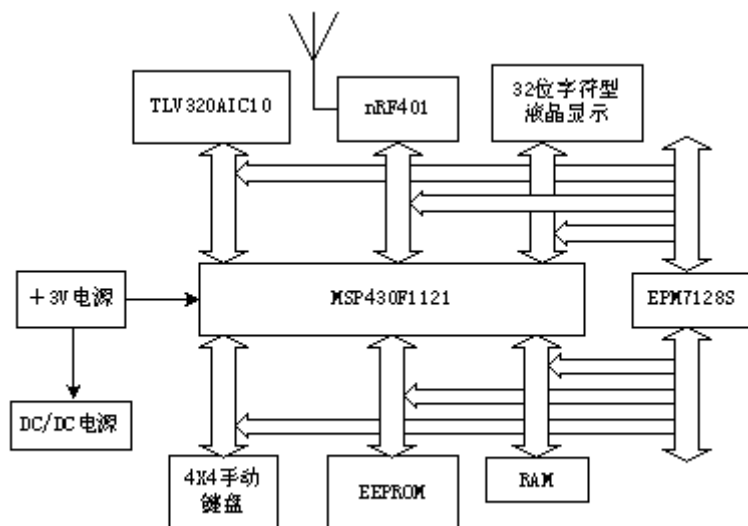 TLV320AIC10
nRF401
32位字符型
液晶显示
+3V电源
MSP430F1121
EPM7128S
DC/DC电源
4X4手动
键盘
EEPROM
RAM